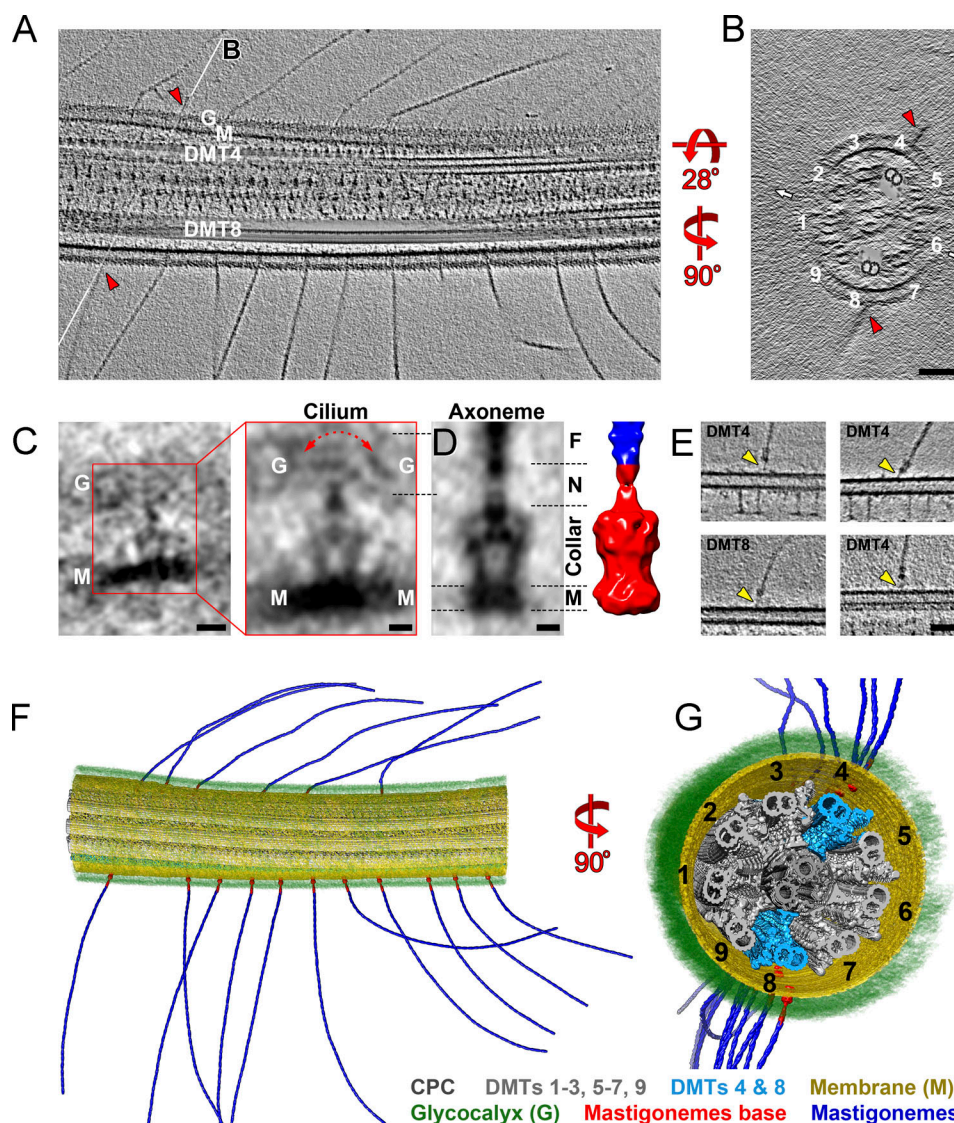 A
B
B
G
M
DMT4
DMT8
28°
90°
3
4
2
5
1
6
9
8
7
Cilium
Axoneme
C
D
E
G
G
G
M
M
M
F
N
Collar
M
DMT4
DMT4
DMT8
DMT4
F
G
90°
3
4
2
5
1
6
9
8
7
CPC DMTs 1-3, 5-7, 9 DMTs 4 & 8 Membrane (M)
Glycocalyx (G) Mastigonemes base Mastigonemes